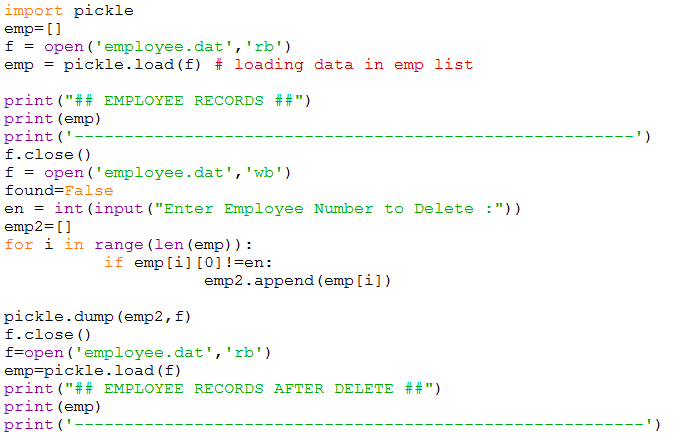 import pickle
emp=[]
f = open('employee.dat','rb')
emp = pickle.load(f) # loading data in emp list
print("## EMPLOYEE RECORDS ##")
print(emp)
print('--------------------------------------------------------')
f.close()
f = open('employee.dat','wb')
found=False
en = int(input("Enter Employee Number to Delete :"))
emp2=[]
for i in range(len(emp)):
if emp[i][0]!=en:
emp2.append(emp[i])
pickle.dump(emp2,f)
f.close()
f=open('employee.dat','rb')
emp=pickle.load(f)
print("## EMPLOYEE RECORDS AFTER DELETE ##")
print(emp)
print('---------------------------------------------------------')